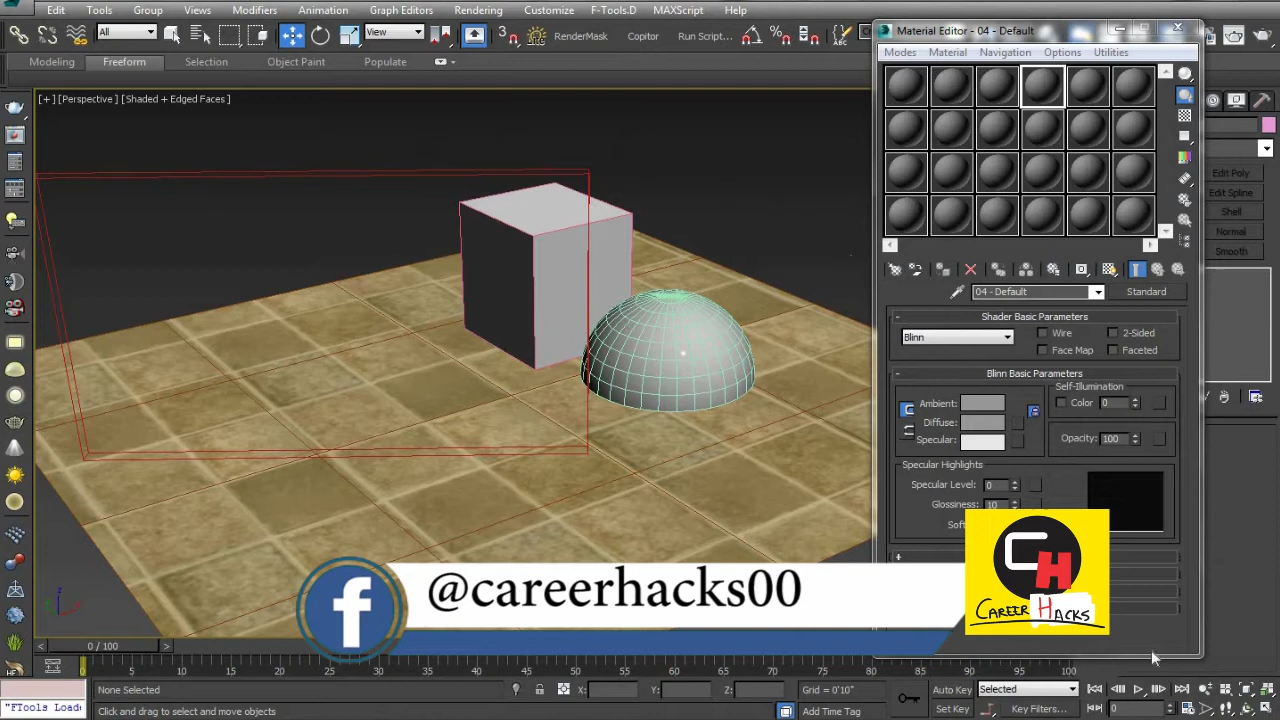 Edit Tools Group Views Modifiers Animation Graph Editors Rendering Customize F-Tools.D MAXScript Help
All View RenderMask Copitor Run Script...
Modeling Freeform Selection Object Paint Populate
[+] [Perspective] [Shaded + Edged Faces]
Material Editor - 04 - Default
Modes Material Navigation Options Utilities
04 - Default Standard
Shader Basic Parameters
Blinn Wire 2-Sided
Face Map Faceted
Blinn Basic Parameters
Self-Illumination
Ambient: Color 0
Diffuse:
Specular: Opacity: 100
Specular Highlights
Specular Level: 0
Glossiness: 10
Edit Poly
Edit Spline
Shell
Normal
Smooth
CH
CAREER HACKS
f @careerhacks00
0 / 100
5 10 15 20 25 30 35 40 45 50 55 60 65 70 75 80 85 90 95 100
None Selected X: Y: Z: Grid = 0'10" Auto Key Selected
"FTools Loade Click and drag to select and move objects Add Time Tag Set Key Key Filters... 0